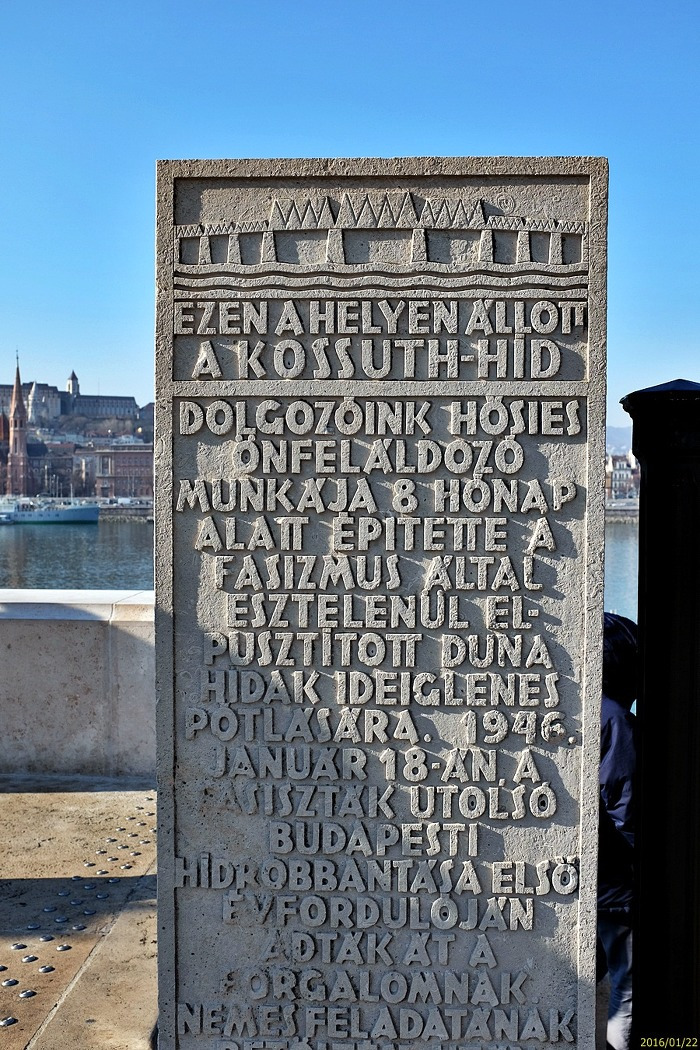 EZEN A HELYEN ÁLLOTT
A KOSSUTH-HÍD
DOLGOZÓINK HŐSIES
ÖNFELÁLDOZÓ
MUNKÁJA 8 HÓNAP
ALATT ÉPÍTETTE A
FASIZMUS ÁLTAL
ESZTELENÜL EL-
PUSZTÍTOTT DUNA
HIDAK IDEIGLENES
PÓTLÁSÁRA. 1946.
JANUÁR 18-ÁN A
FASISZTÁK UTOLSÓ
BUDAPESTI
HÍDROBBANTÁSA ELSŐ
ÉVFORDULÓJÁN
ADTÁK ÁT A
FORGALOMNAK.
NEMES FELADATÁNAK
2016/01/22